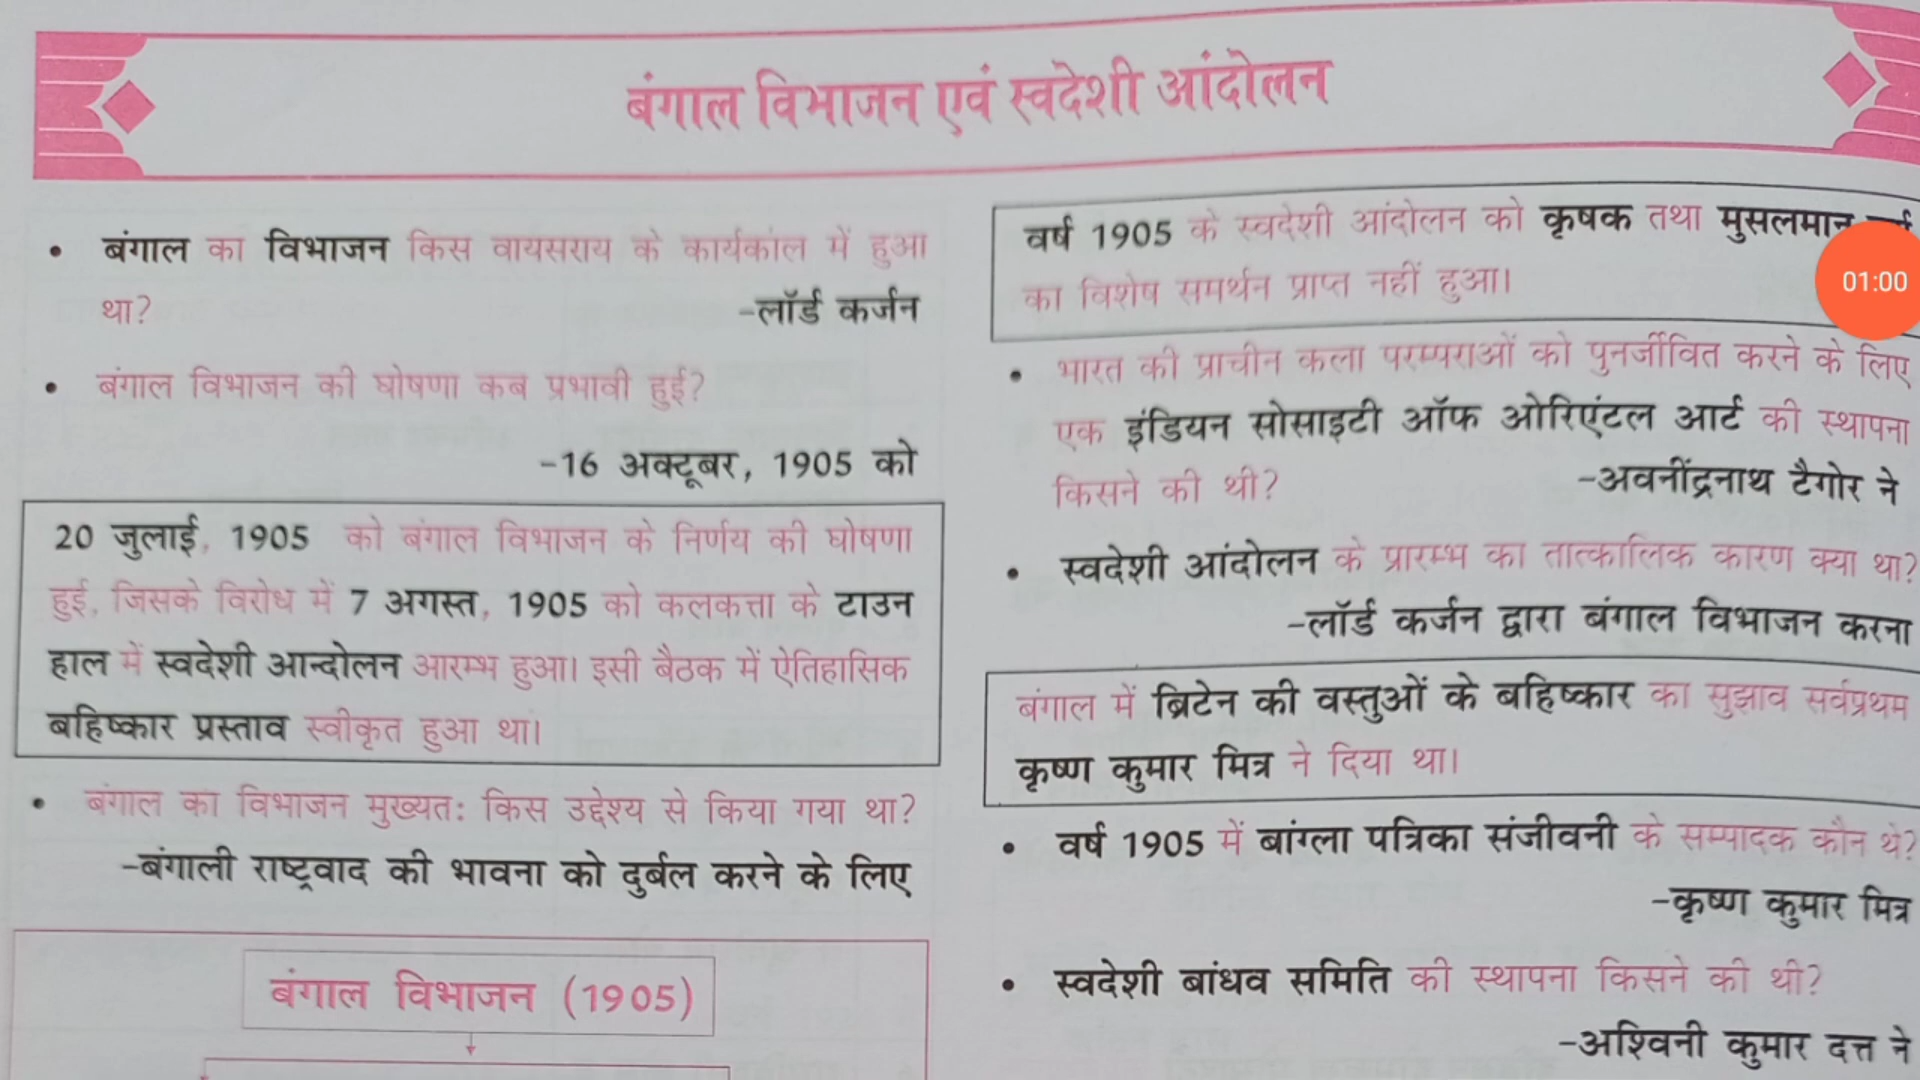 बंगाल विभाजन एवं स्वदेशी आंदोलन
• बंगाल का विभाजन किस वायसराय के कार्यकाल में हुआ
था? -लॉर्ड कर्जन
• बंगाल विभाजन की घोषणा कब प्रभावी हुई?
-16 अक्टूबर, 1905 को
20 जुलाई, 1905 को बंगाल विभाजन के निर्णय की घोषणा
हुई, जिसके विरोध में 7 अगस्त, 1905 को कलकत्ता के टाउन
हाल में स्वदेशी आन्दोलन आरम्भ हुआ। इसी बैठक में ऐतिहासिक
बहिष्कार प्रस्ताव स्वीकृत हुआ था।
• बंगाल का विभाजन मुख्यत: किस उद्देश्य से किया गया था?
-बंगाली राष्ट्रवाद की भावना को दुर्बल करने के लिए
बंगाल विभाजन (1905)
वर्ष 1905 के स्वदेशी आंदोलन को कृषक तथा मुसलमान
का विशेष समर्थन प्राप्त नहीं हुआ।
• भारत की प्राचीन कला परम्पराओं को पुनर्जीवित करने के लिए
एक इंडियन सोसाइटी ऑफ ओरिएंटल आर्ट की स्थापना
किसने की थी? -अवनींद्रनाथ टैगोर ने
• स्वदेशी आंदोलन के प्रारम्भ का तात्कालिक कारण क्या था?
-लॉर्ड कर्जन द्वारा बंगाल विभाजन करना
बंगाल में ब्रिटेन की वस्तुओं के बहिष्कार का सुझाव सर्वप्रथम
कृष्ण कुमार मित्र ने दिया था।
• वर्ष 1905 में बांग्ला पत्रिका संजीवनी के सम्पादक कौन थे?
-कृष्ण कुमार मित्र
• स्वदेशी बांधव समिति की स्थापना किसने की थी?
-अश्विनी कुमार दत्त ने
01:00